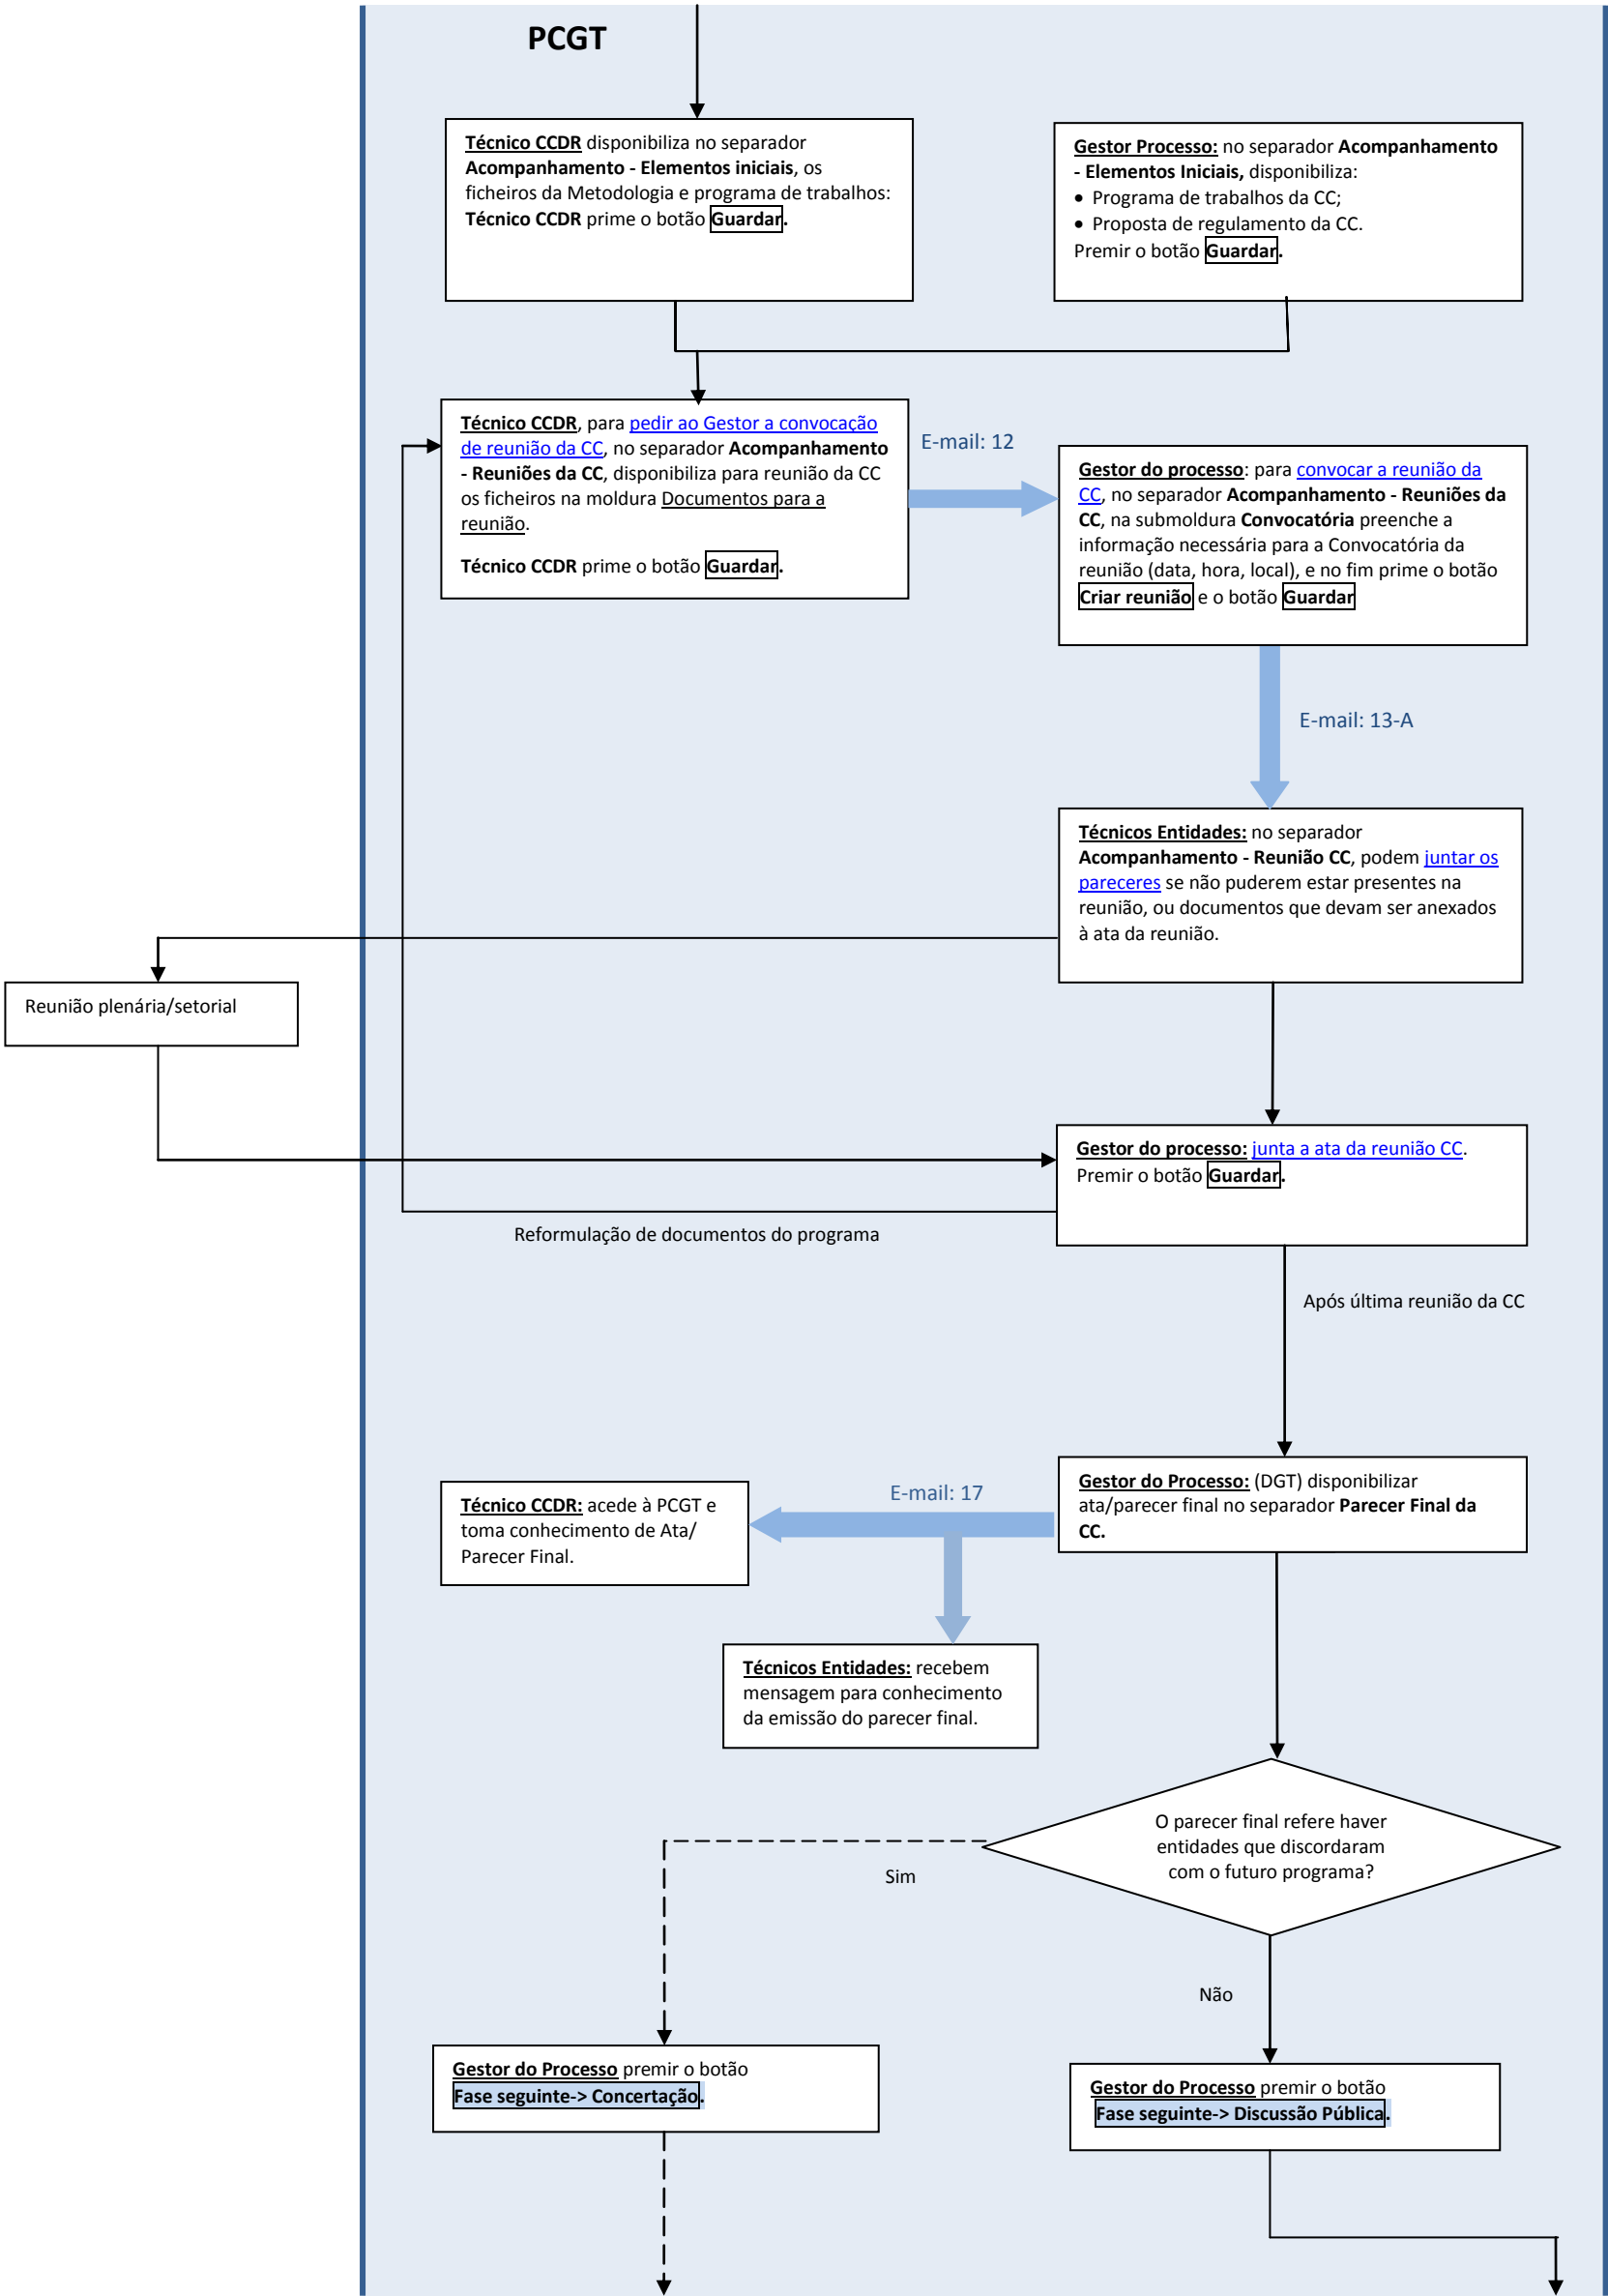 PCGT
Técnico CCDR disponibiliza no separador
Acompanhamento - Elementos iniciais, os
ficheiros da Metodologia e programa de trabalhos:
Técnico CCDR prime o botão Guardar.
Gestor Processo: no separador Acompanhamento
- Elementos Iniciais, disponibiliza:
• Programa de trabalhos da CC;
• Proposta de regulamento da CC.
Premir o botão Guardar.
Técnico CCDR, para pedir ao Gestor a convocação
de reunião da CC, no separador Acompanhamento
- Reuniões da CC, disponibiliza para reunião da CC
os ficheiros na moldura Documentos para a
reunião.
Técnico CCDR prime o botão Guardar.
E-mail: 12
Gestor do processo: para convocar a reunião da
CC, no separador Acompanhamento - Reuniões da
CC, na submoldura Convocatória preenche a
informação necessária para a Convocatória da
reunião (data, hora, local), e no fim prime o botão
Criar reunião e o botão Guardar
E-mail: 13-A
Técnicos Entidades: no separador
Acompanhamento - Reunião CC, podem juntar os
pareceres se não puderem estar presentes na
reunião, ou documentos que devam ser anexados
à ata da reunião.
Reunião plenária/setorial
Gestor do processo: junta a ata da reunião CC.
Premir o botão Guardar.
Reformulação de documentos do programa
Após última reunião da CC
Gestor do Processo: (DGT) disponibilizar
ata/parecer final no separador Parecer Final da
CC.
E-mail: 17
Técnico CCDR: acede à PCGT e
toma conhecimento de Ata/
Parecer Final.
Técnicos Entidades: recebem
mensagem para conhecimento
da emissão do parecer final.
O parecer final refere haver
entidades que discordaram
com o futuro programa?
Sim
Não
Gestor do Processo premir o botão
Fase seguinte-> Concertação.
Gestor do Processo premir o botão
Fase seguinte-> Discussão Pública.